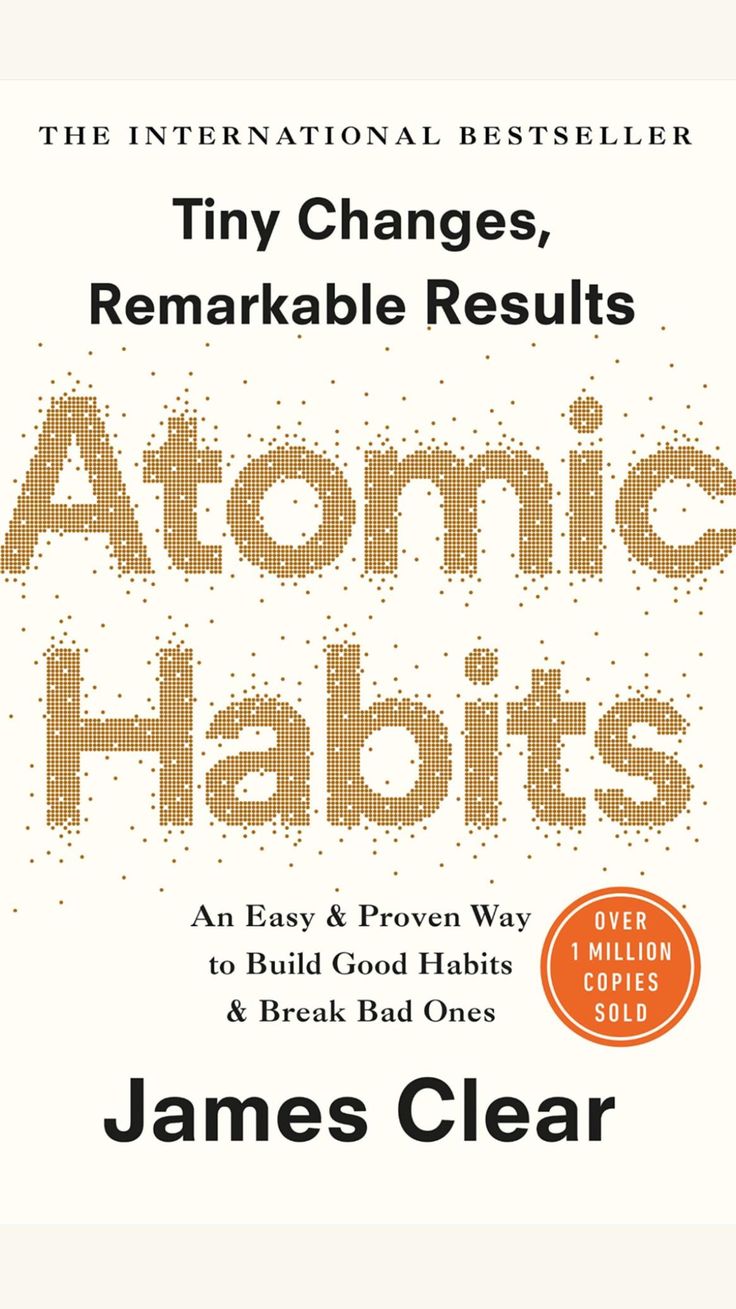 THE INTERNATIONAL BESTSELLER
Tiny Changes,
Remarkable Results
Atomic
Habits
An Easy & Proven Way
to Build Good Habits
& Break Bad Ones
OVER
1 MILLION
COPIES
SOLD
James Clear